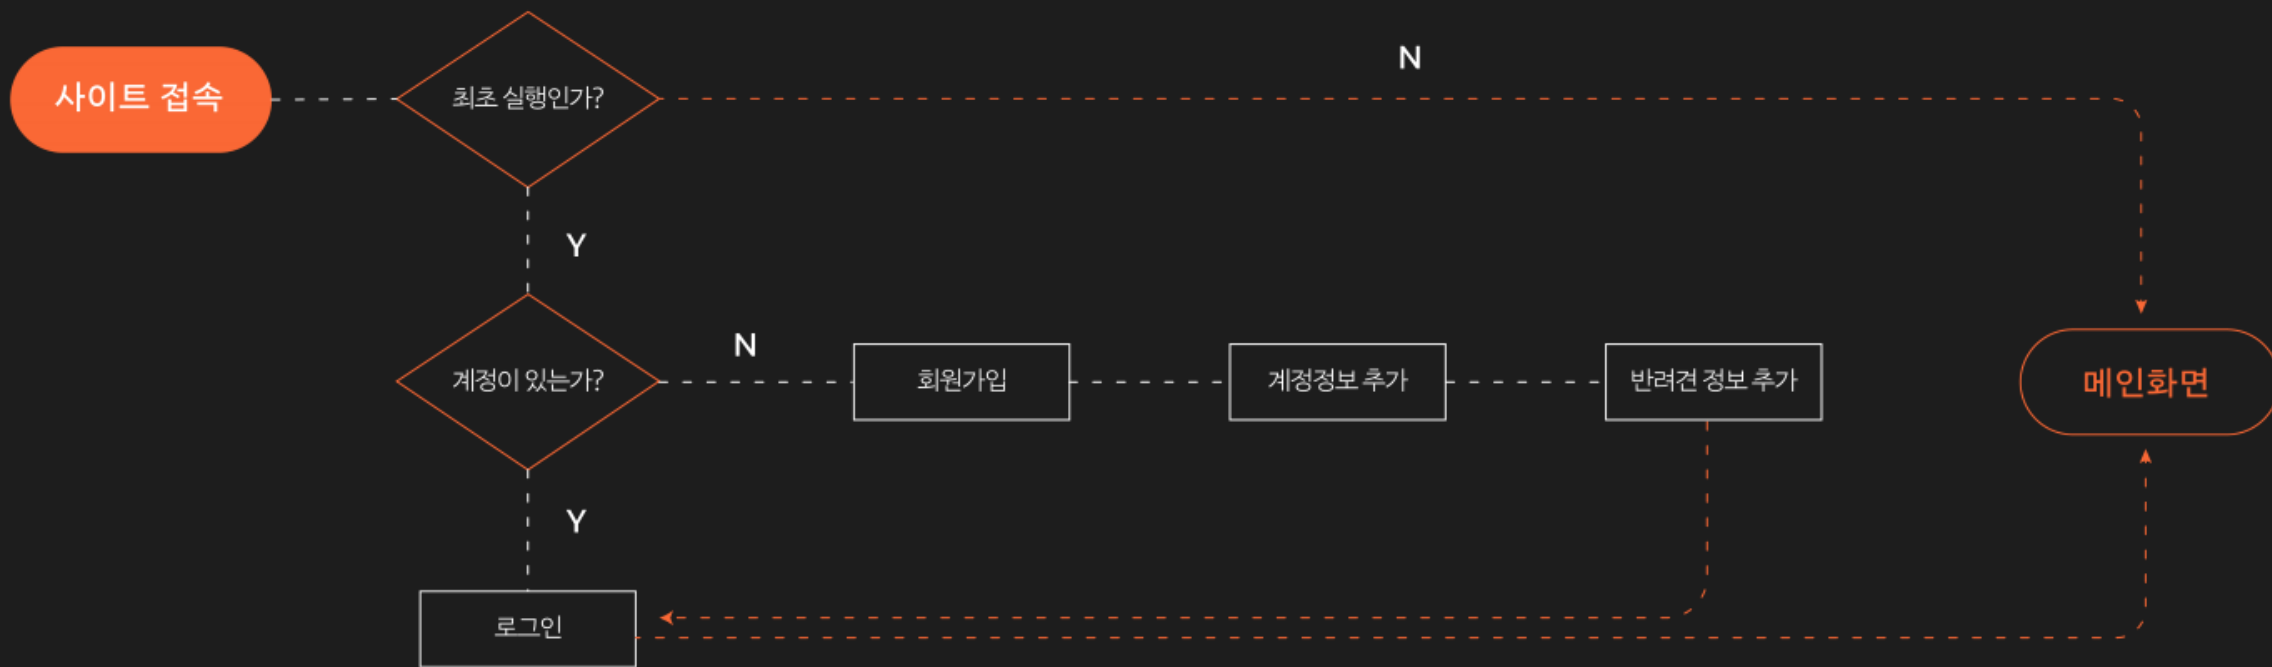 사이트 접속
최초 실행인가?
N
Y
계정이 있는가?
N
회원가입
계정정보 추가
반려견 정보 추가
메인화면
Y
로그인